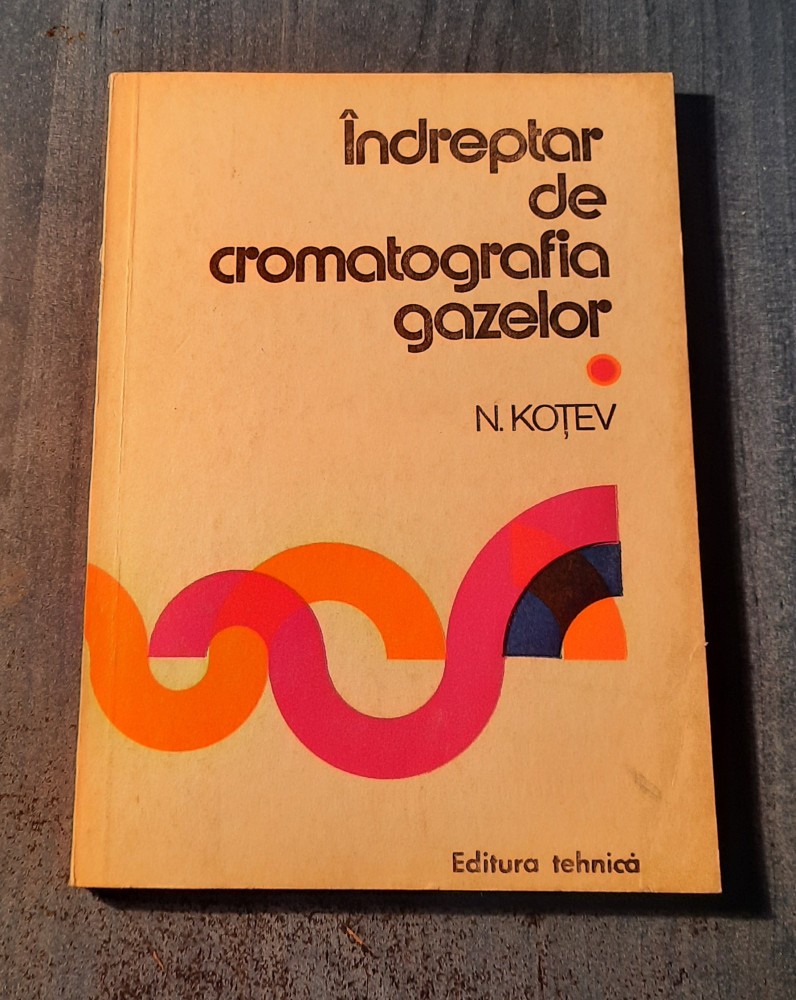 Îndreptar
de
cromatografia
gazelor
N. KOȚEV
Editura tehnică